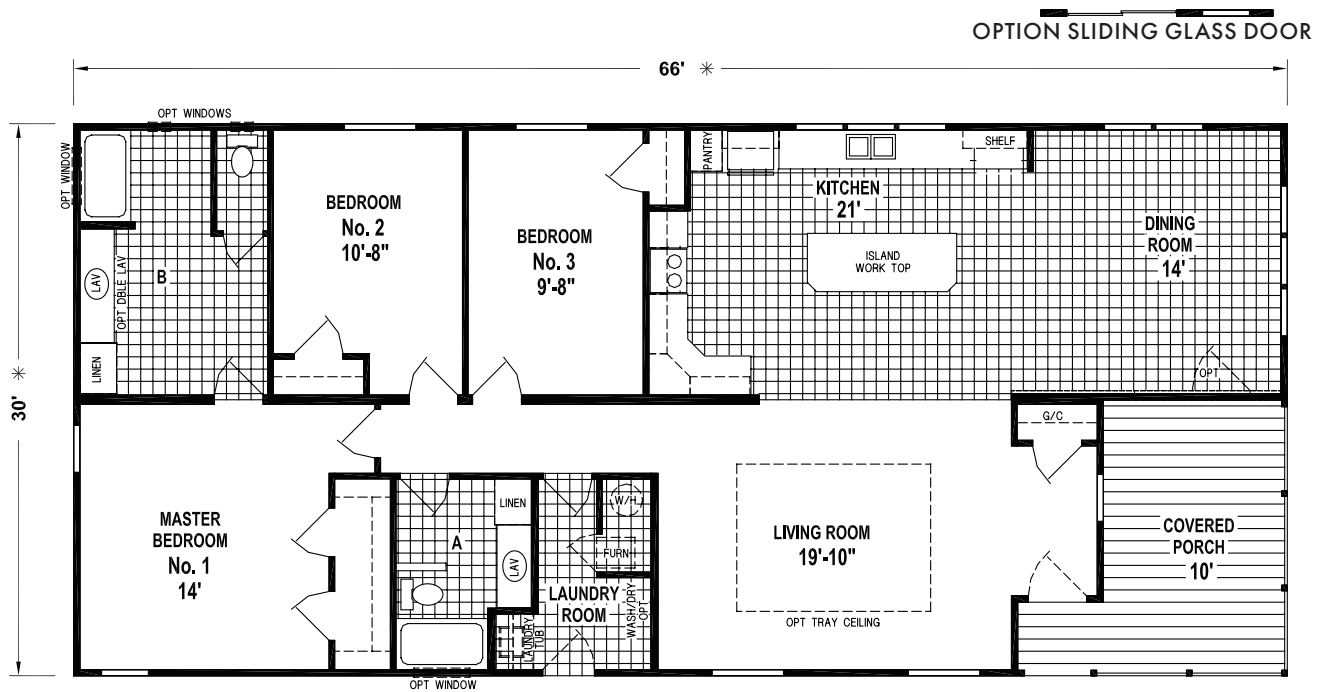 OPTION SLIDING GLASS DOOR
66' ✳
OPT WINDOWS
OPT WINDOW
30' ✳
BEDROOM
No. 2
10'-8"
BEDROOM
No. 3
9'-8"
PANTRY
SHELF
KITCHEN
21'
ISLAND
WORK TOP
DINING
ROOM
14'
OPT
B
LAV
OPT DBLE LAV
LINEN
MASTER
BEDROOM
No. 1
14'
LINEN
A
LAV
OPT WINDOW
W/H
FURN
LAUNDRY
ROOM
WASH/DRY
OPT
LAUNDRY
TUB
LIVING ROOM
19'-10"
OPT TRAY CEILING
G/C
COVERED
PORCH
10'